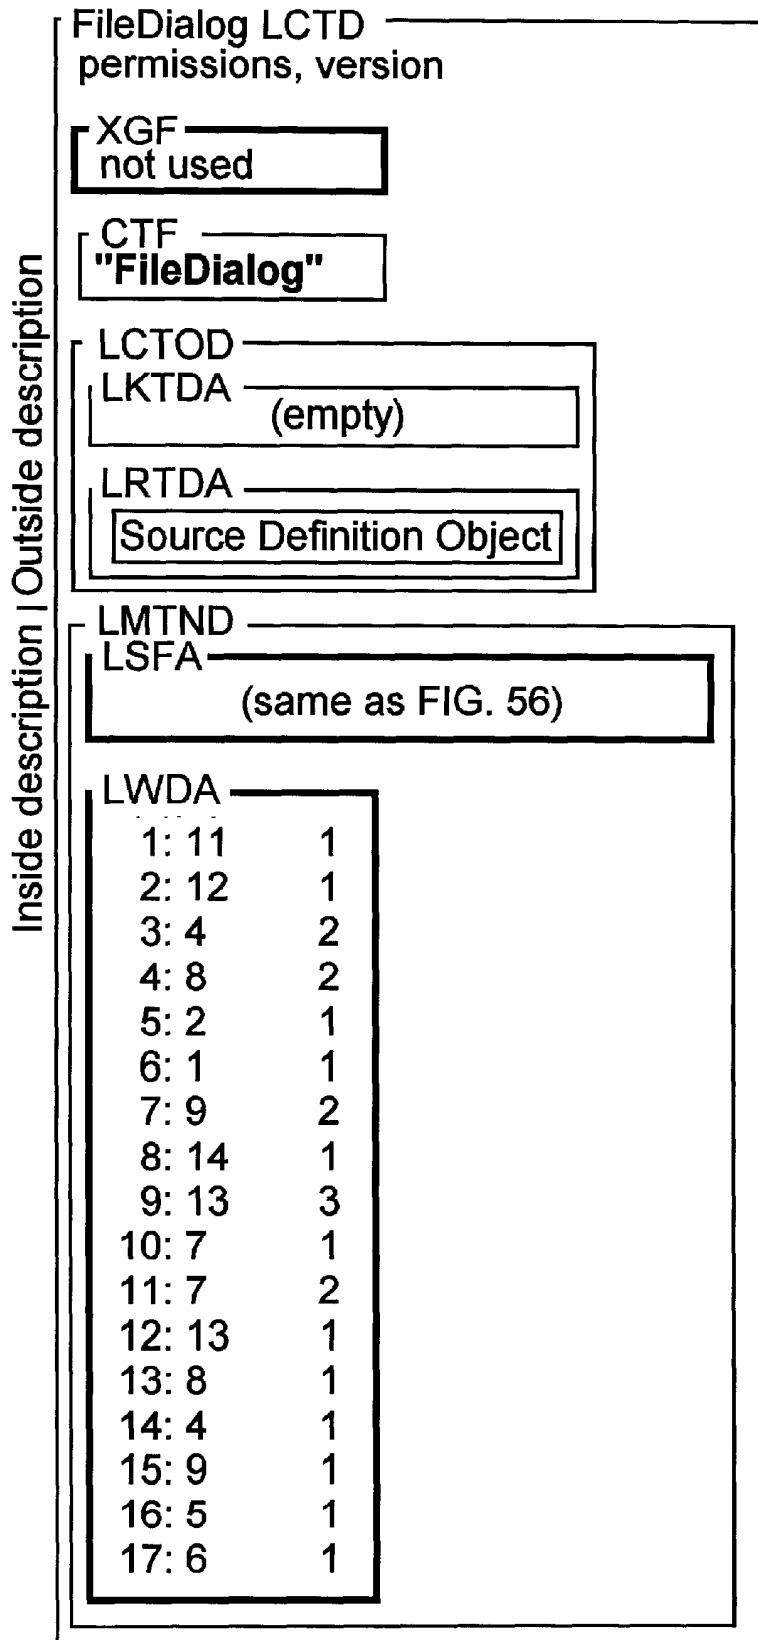 FileDialog LCTD
permissions, version
XGF
not used
CTF
"FileDialog"
LCTOD
LKTDA
(empty)
LRTDA
Source Definition Object
LMTND
LSFA
(same as FIG. 56)
LWDA
1: 11 1
2: 12 1
3: 4 2
4: 8 2
5: 2 1
6: 1 1
7: 9 2
8: 14 1
9: 13 3
10: 7 1
11: 7 2
12: 13 1
13: 8 1
14: 4 1
15: 9 1
16: 5 1
17: 6 1
Inside description | Outside description